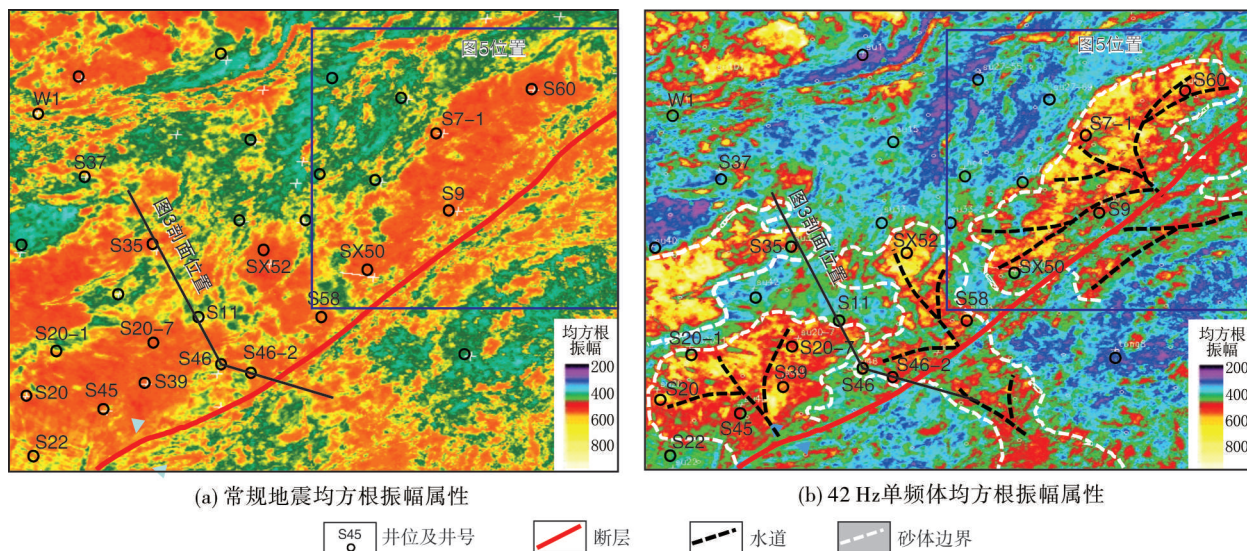 图5位置
W1
S37
S60
S7-1
S9
图3剖面位置
S35
SX52
SX50
S11
S58
S20-1
S20-7
S46
S46-2
S20
S45
S39
S22
均方根
振幅
200
400
600
800
图5位置
W1
S37
S60
S7-1
S9
图3剖面位置
S35
SX52
SX50
S11
S58
S20-1
su20-7
S20-7
S46
S46-2
S20
S45
S39
S22
均方根
振幅
200
400
600
800
(a) 常规地震均方根振幅属性
(b) 42 Hz单频体均方根振幅属性
S45
井位及井号
断层
水道
砂体边界